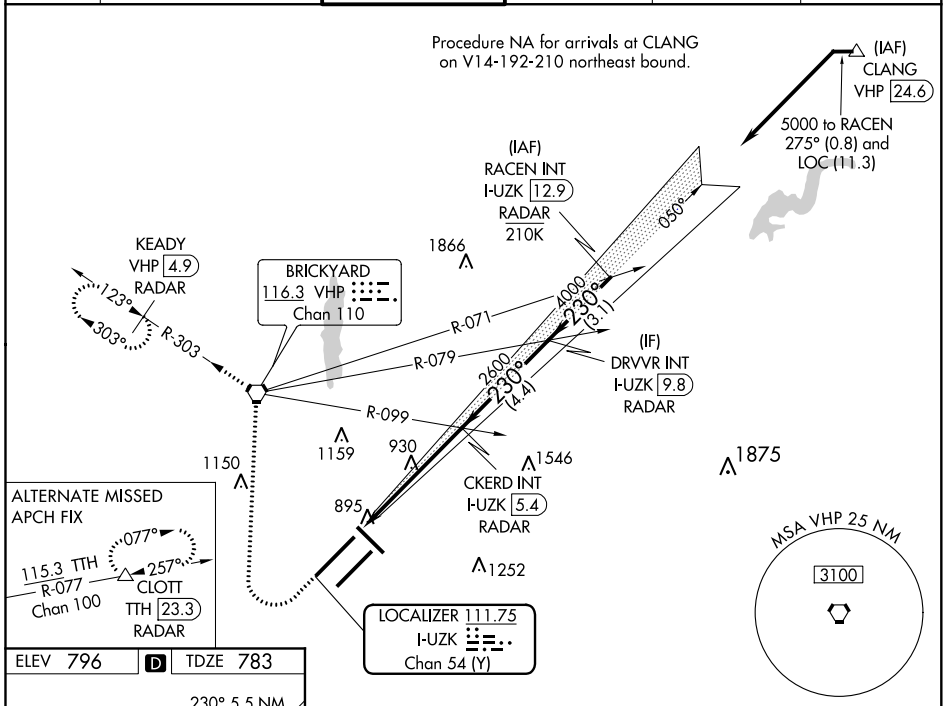 Procedure NA for arrivals at CLANG
on V14-192-210 northeast bound.
(IAF)
CLANG
VHP 24.6
5000 to RACEN
275° (0.8) and
LOC (11.3)
(IAF)
RACEN INT
I-UZK 12.9
RADAR
210K
050°
1866
KEADY
VHP 4.9
RADAR
BRICKYARD
116.3 VHP
Chan 110
123°
303°
R-303
R-071
R-079
R-099
4000
230°
(3.1)
2600
230°
(4.4)
(IF)
DRVVR INT
I-UZK 9.8
RADAR
1159
930
1546
1875
1150
CKERD INT
I-UZK 5.4
RADAR
895
1252
ALTERNATE MISSED
APCH FIX
077°
257°
115.3 TTH
R-077
Chan 100
CLOTT
TTH 23.3
RADAR
MSA VHP 25 NM
3100
LOCALIZER 111.75
I-UZK
Chan 54 (Y)
ELEV 796 D TDZE 783
230° 5.5 NM